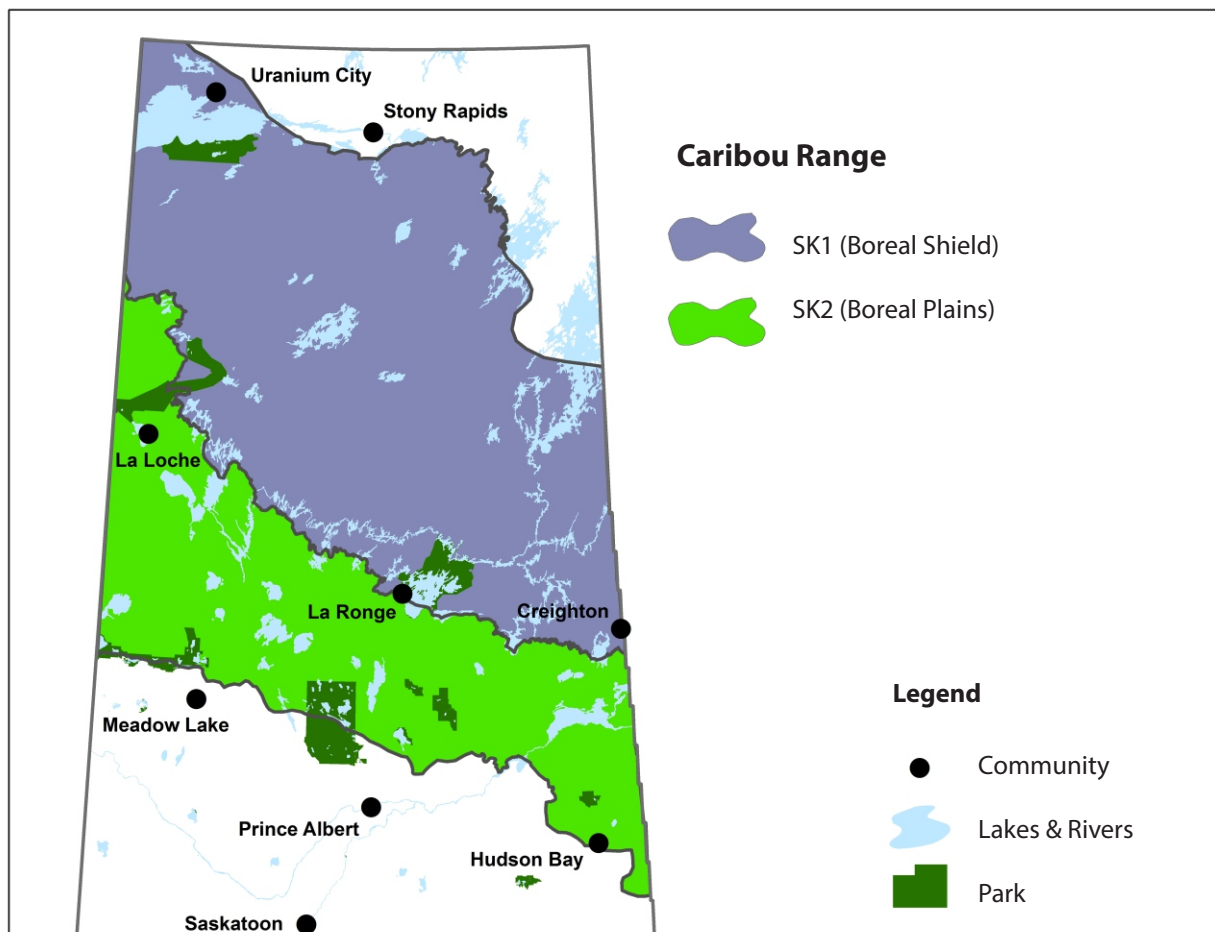 Uranium City
Stony Rapids
Caribou Range
SK1 (Boreal Shield)
SK2 (Boreal Plains)
La Loche
La Ronge
Creighton
Meadow Lake
Prince Albert
Hudson Bay
Saskatoon
Legend
Community
Lakes & Rivers
Park